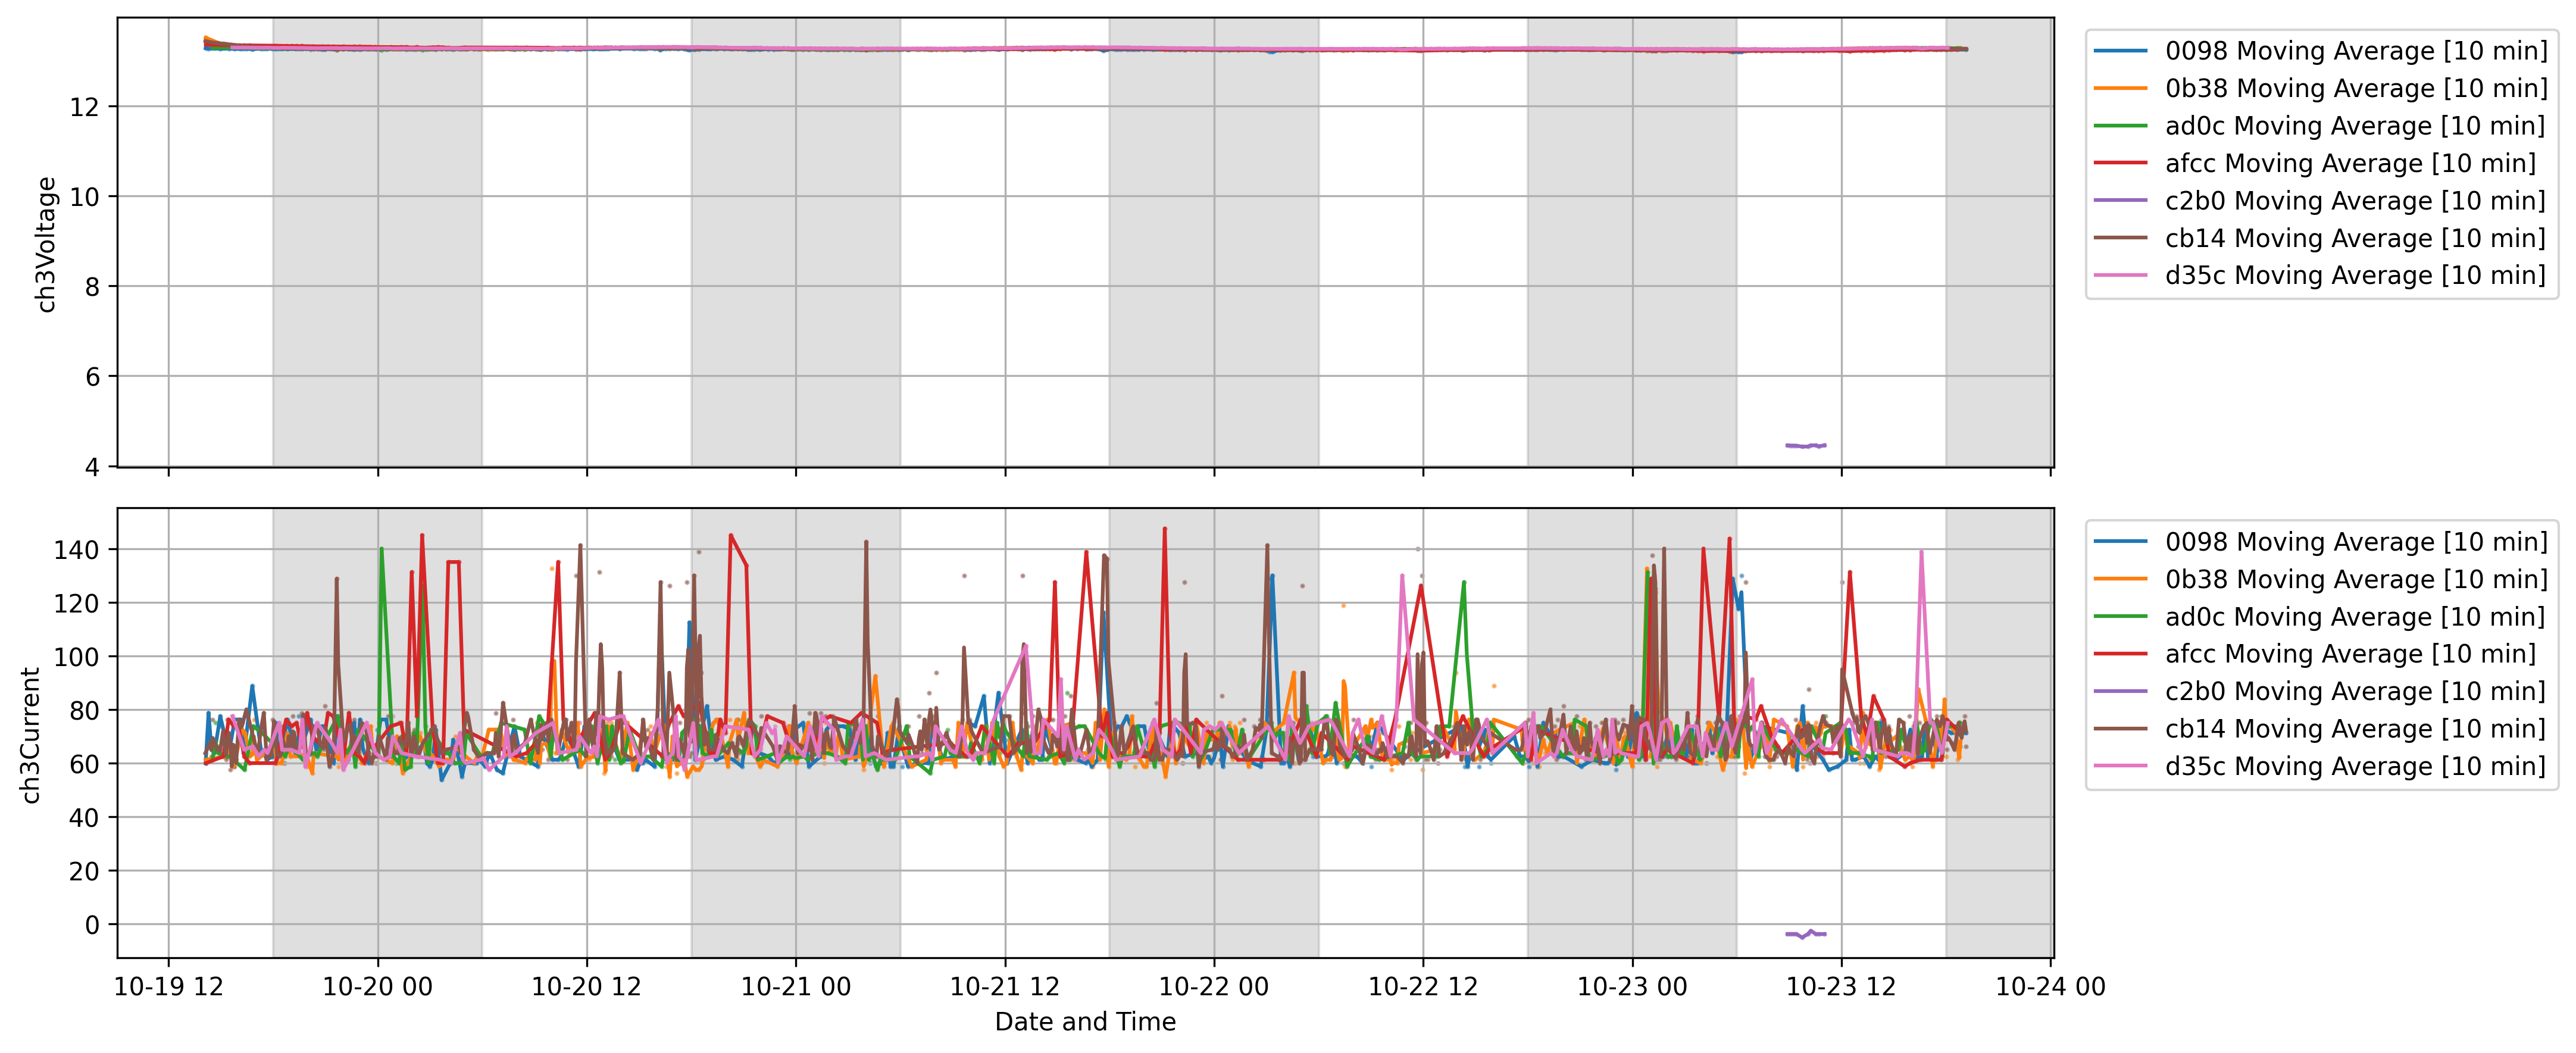 12
10
8
6
4
ch3Voltage
0098 Moving Average [10 min]
0b38 Moving Average [10 min]
ad0c Moving Average [10 min]
afcc Moving Average [10 min]
c2b0 Moving Average [10 min]
cb14 Moving Average [10 min]
d35c Moving Average [10 min]
140
120
100
80
60
40
20
0
ch3Current
0098 Moving Average [10 min]
0b38 Moving Average [10 min]
ad0c Moving Average [10 min]
afcc Moving Average [10 min]
c2b0 Moving Average [10 min]
cb14 Moving Average [10 min]
d35c Moving Average [10 min]
10-19 12 10-20 00 10-20 12 10-21 00 10-21 12 10-22 00 10-22 12 10-23 00 10-23 12 10-24 00
Date and Time